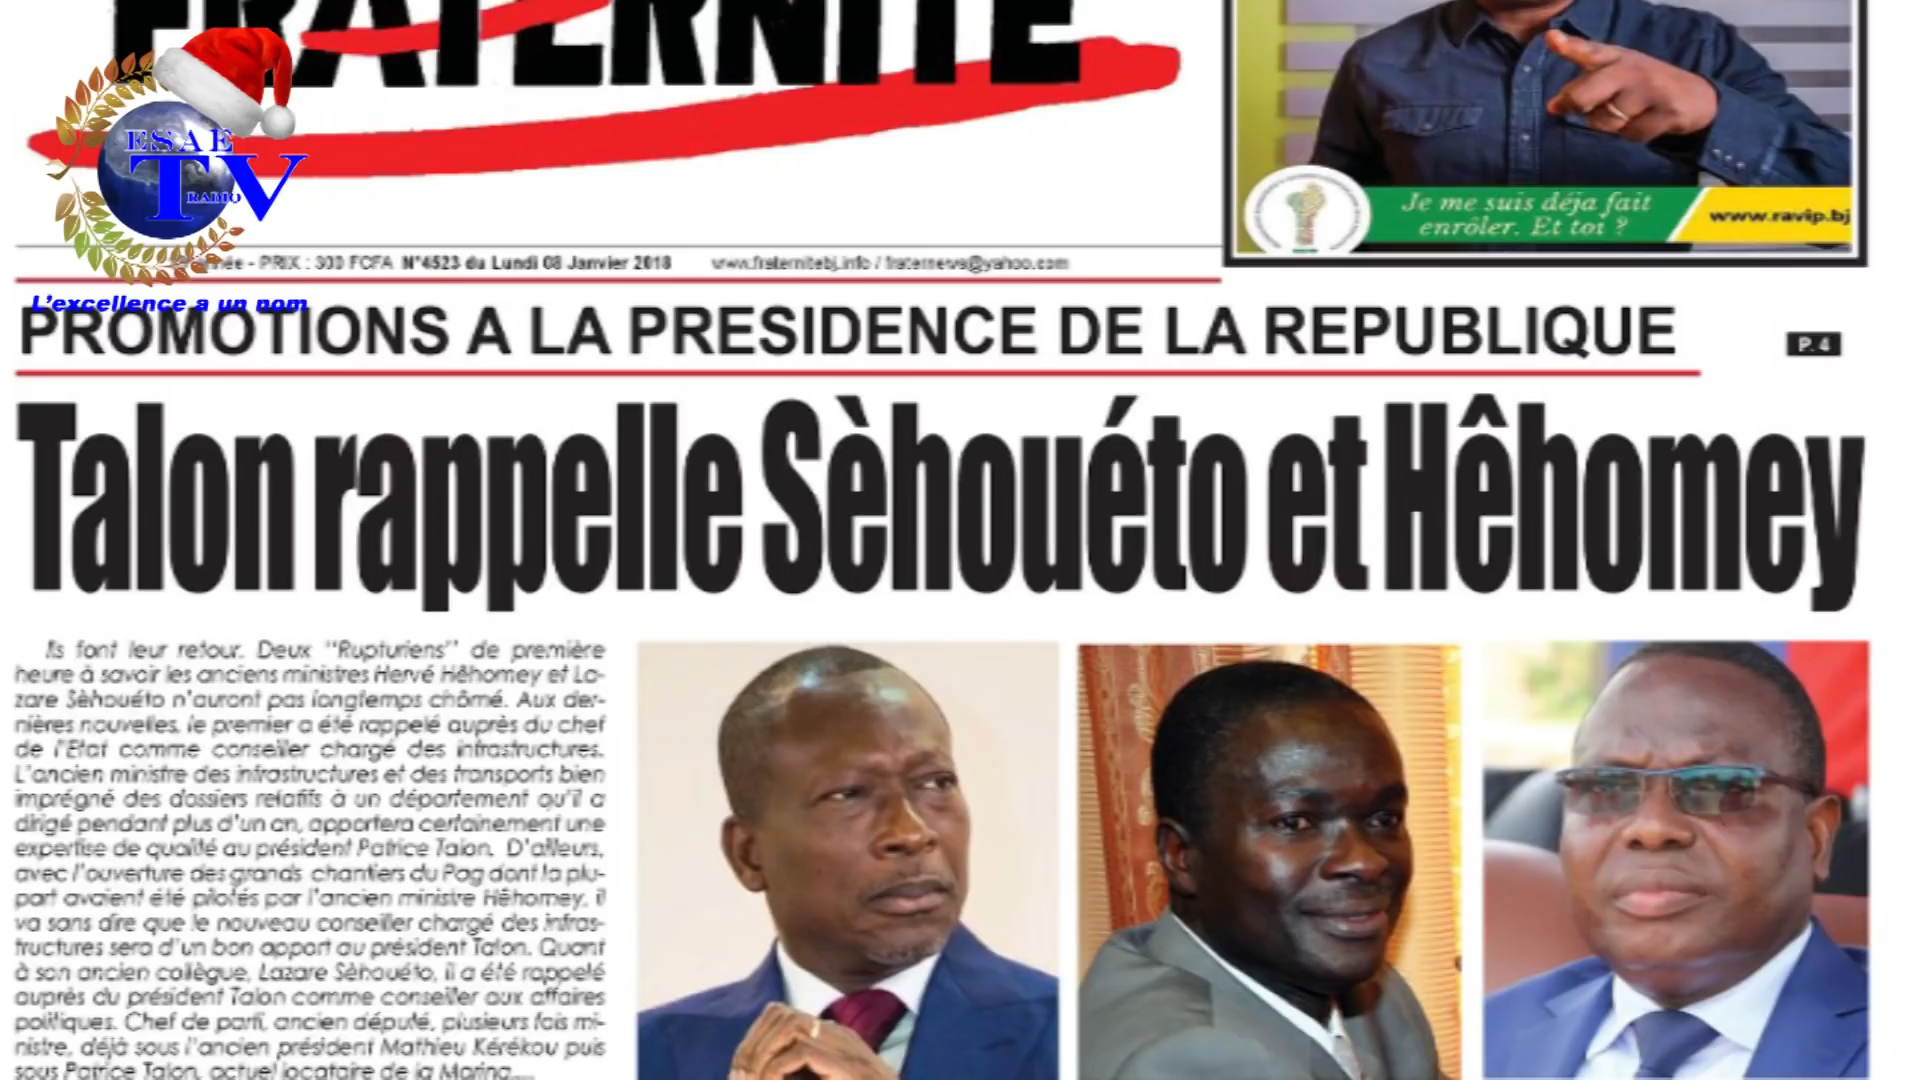 FRATERNITE
ESAE
TV
RADIO
L'excellence a un nom
Je me suis déja fait
enrôler. Et toi ?
www.ravip.bj
- PRIX : 300 FCFA N°4523 du Lundi 08 Janvier 2018 www.fraternitebj.info / fraternews@yahoo.com
PROMOTIONS A LA PRESIDENCE DE LA REPUBLIQUE
P. 4
Talon rappelle Sèhouéto et Hêhomey
Ils font leur retour. Deux "Rupturiens" de première
heure à savoir les anciens ministres Hervé Hêhomey et La-
zare Sèhouéto n'auront pas longtemps chômé. Aux der-
nières nouvelles, le premier a été rappelé auprès du chef
de l'Etat comme conseiller chargé des infrastructures.
L'ancien ministre des infrastructures et des transports bien
imprégné des dossiers relatifs à un département qu'il a
dirigé pendant plus d'un an, apportera certainement une
expertise de qualité au président Patrice Talon. D'ailleurs,
avec l'ouverture des grands chantiers du Pag dont la plu-
part avaient été pilotés par l'ancien ministre Hêhomey, il
va sans dire que le nouveau conseiller chargé des infras-
tructures sera d'un bon apport au président Talon. Quant
à son ancien collègue, Lazare Sèhouéto, il a été rappelé
auprès du président Talon comme conseiller aux affaires
politiques. Chef de parti, ancien député, plusieurs fois mi-
nistre, déjà sous l'ancien président Mathieu Kérékou puis
sous Patrice Talon, actuel locataire de la Marina....